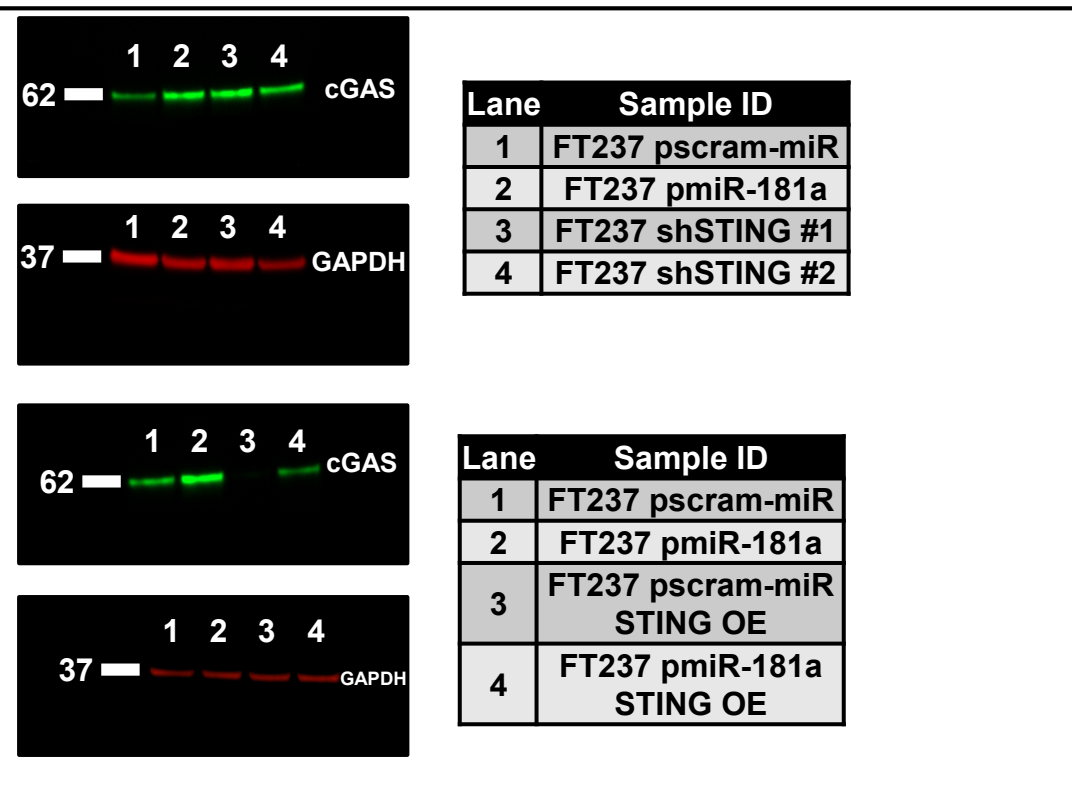 1 2 3 4
62 cGAS
1 2 3 4
37 GAPDH
Lane Sample ID
1 FT237 pscram-miR
2 FT237 pmiR-181a
3 FT237 shSTING #1
4 FT237 shSTING #2
1 2 3 4
62 cGAS
1 2 3 4
37 GAPDH
Lane Sample ID
1 FT237 pscram-miR
2 FT237 pmiR-181a
3 FT237 pscram-miR
STING OE
4 FT237 pmiR-181a
STING OE